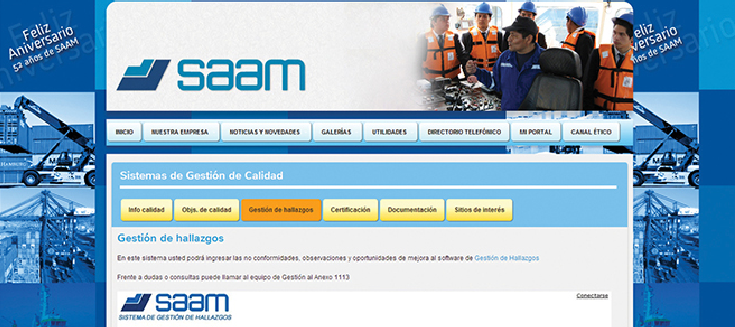 Feliz
Aniversario
52 años de SAAM
saam
Feliz
Aniversario
52 años de SAAM
INICIO
NUESTRA EMPRESA
NOTICIAS Y NOVEDADES
GALERÍAS
UTILIDADES
DIRECTORIO TELEFÓNICO
MI PORTAL
CANAL ÉTICO
Sistemas de Gestión de Calidad
Info calidad
Objs. de calidad
Gestión de hallazgos
Certificación
Documentación
Sitios de interés
Gestión de hallazgos
En este sistema usted podrá ingresar las no conformidades, observaciones y oportunidades de mejora al software de Gestión de Hallazgos
Frente a dudas o consultas puede llamar al equipo de Gestión al Anexo 1113
saam
SISTEMA DE GESTIÓN DE HALLAZGOS
Conectarse